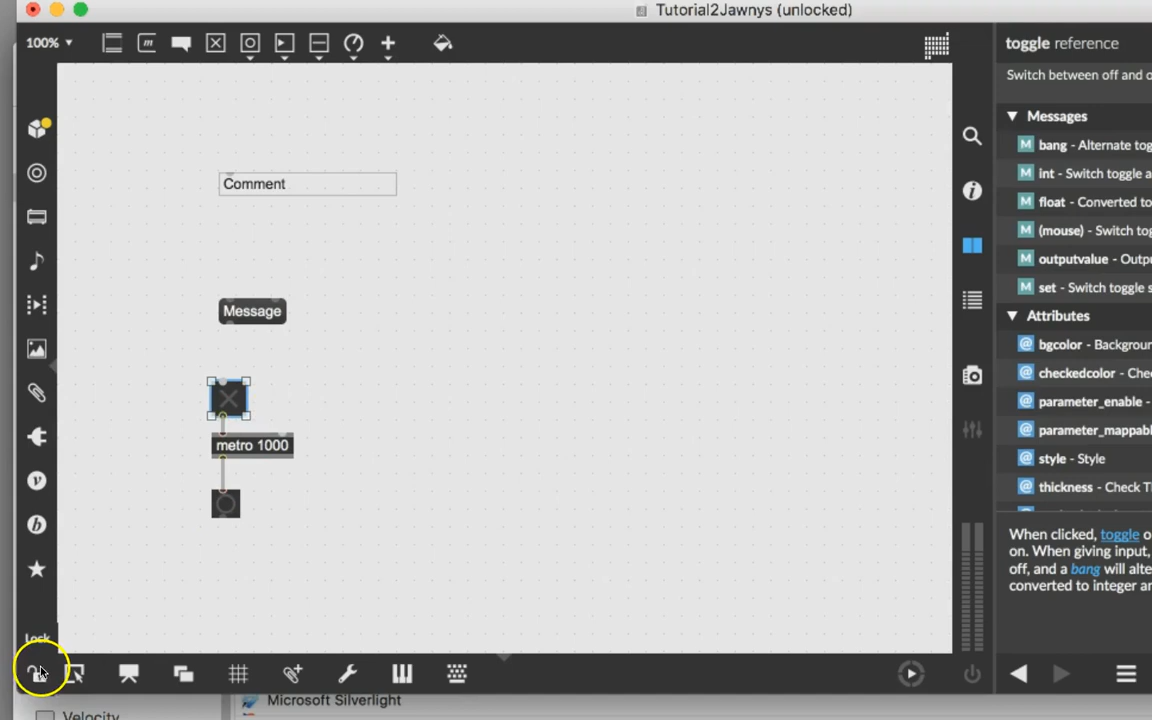 Tutorial2Jawnys (unlocked)
100%
toggle reference
Switch between off and o
Messages
M bang - Alternate tog
M int - Switch toggle a
M float - Converted to
M (mouse) - Switch tog
M outputvalue - Outpu
M set - Switch toggle s
Attributes
@ bgcolor - Backgroun
@ checkedcolor - Chec
@ parameter_enable -
@ parameter_mappabl
@ style - Style
@ thickness - Check T
When clicked, toggle o
on. When giving input,
off, and a bang will alte
converted to integer an
Comment
Message
metro 1000
Lock
Microsoft Silverlight
Velocity